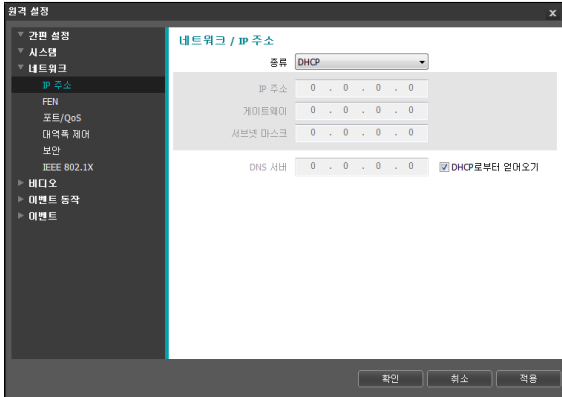 원격 설정 x
간편 설정
시스템
네트워크
IP 주소
FEN
포트/QoS
대역폭 제어
보안
IEEE 802.1X
비디오
이벤트 동작
이벤트
네트워크 / IP 주소
종류 DHCP
IP 주소 0 . 0 . 0 . 0
게이트웨이 0 . 0 . 0 . 0
서브넷 마스크 0 . 0 . 0 . 0
DNS 서버 0 . 0 . 0 . 0 DHCP로부터 얻어오기
확인 취소 적용